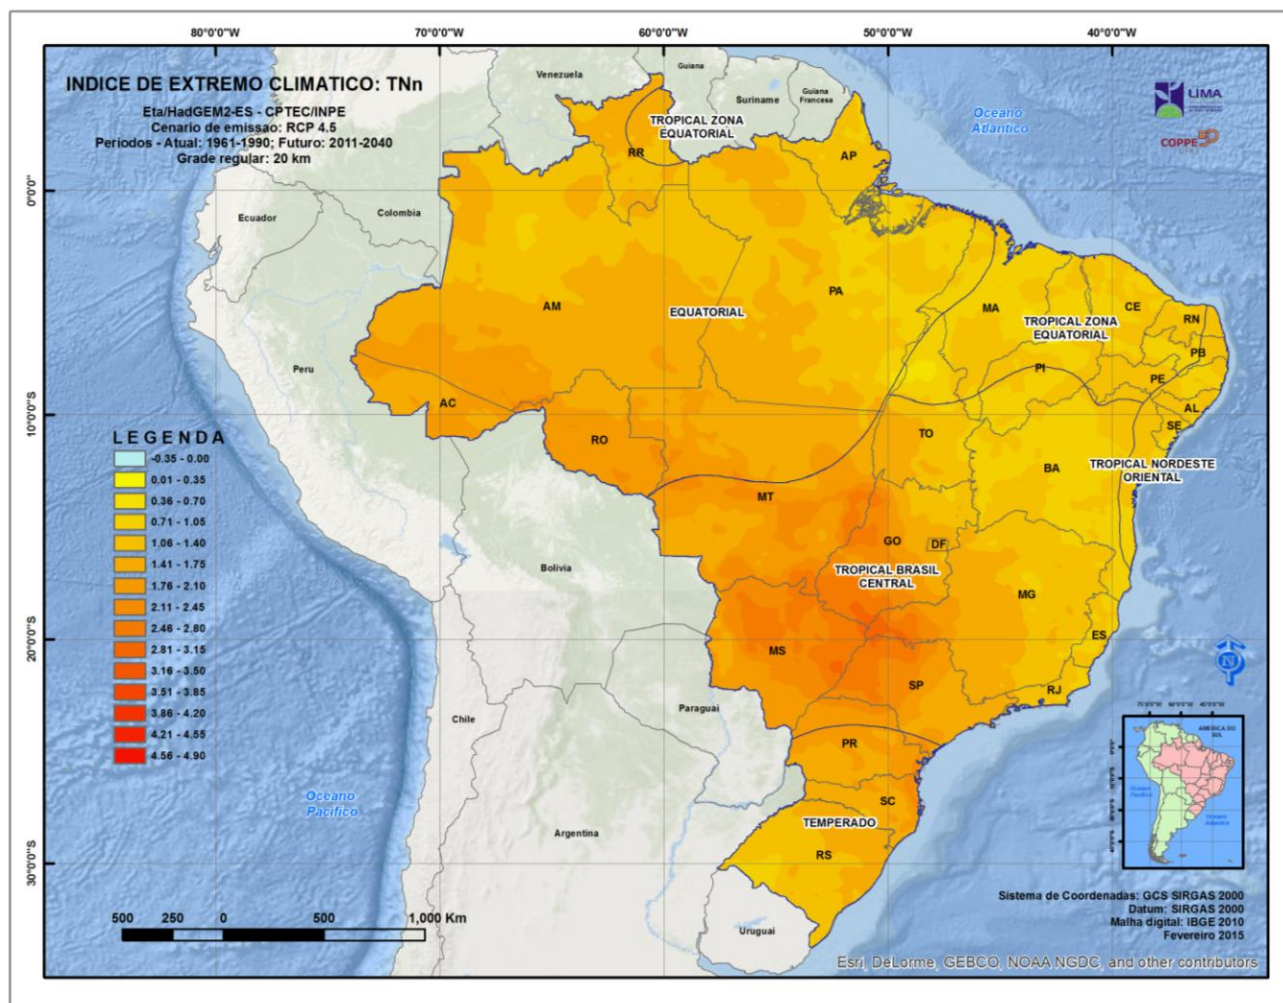 80°0'0"W 70°0'0"W 60°0'0"W 50°0'0"W 40°0'0"W
INDICE DE EXTREMO CLIMATICO: TNn
Eta/HadGEM2-ES - CPTEC/INPE
Cenario de emissao: RCP 4.5
Periodos - Atual: 1961-1990; Futuro: 2011-2040
Grade regular: 20 km
Venezuela
Guiana
Suriname
Guiana
Francesa
Oceano
Atlântico
LIMA
COPPE
TROPICAL ZONA
EQUATORIAL
RR
AP
0°0'0"
Ecuador
Colombia
AM
EQUATORIAL
PA
MA
CE
RN
TROPICAL ZONA
EQUATORIAL
PB
Peru
PI
PE
AC
AL
10°0'0"S
SE
RO
TO
BA
TROPICAL NORDESTE
ORIENTAL
MT
GO
DF
Bolivia
TROPICAL BRASIL
CENTRAL
MG
ES
20°0'0"S
MS
SP
RJ
Paraguai
Chile
PR
SC
TEMPERADO
RS
Argentina
30°0'0"S
Uruguai
Oceano
Pacifico
LEGENDA
-0.35 - 0.00
0.01 - 0.35
0.36 - 0.70
0.71 - 1.05
1.06 - 1.40
1.41 - 1.75
1.76 - 2.10
2.11 - 2.45
2.46 - 2.80
2.81 - 3.15
3.16 - 3.50
3.51 - 3.85
3.86 - 4.20
4.21 - 4.55
4.56 - 4.90
500 250 0 500 1,000 Km
N
AMERICA DO
SUL
Oceano
Pacifico
Oceano
Atlantico
Sistema de Coordenadas: GCS SIRGAS 2000
Datum: SIRGAS 2000
Malha digital: IBGE 2010
Fevereiro 2015
Esri, DeLorme, GEBCO, NOAA NGDC, and other contributors